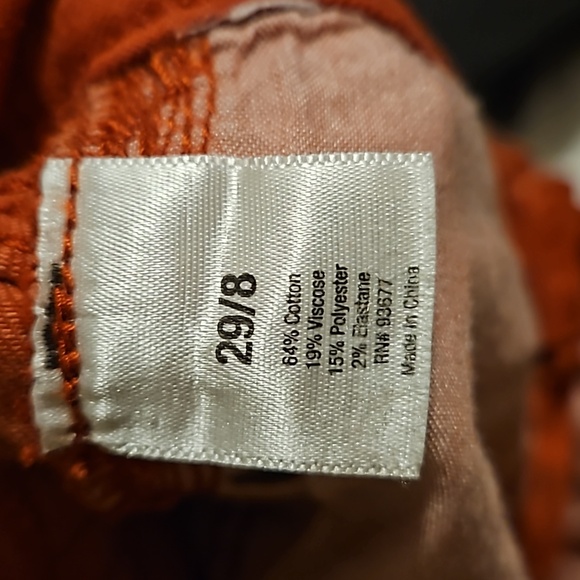 29/8
64% Cotton
19% Viscose
15% Polyester
2% Elastane
RN# 93677
Made in China